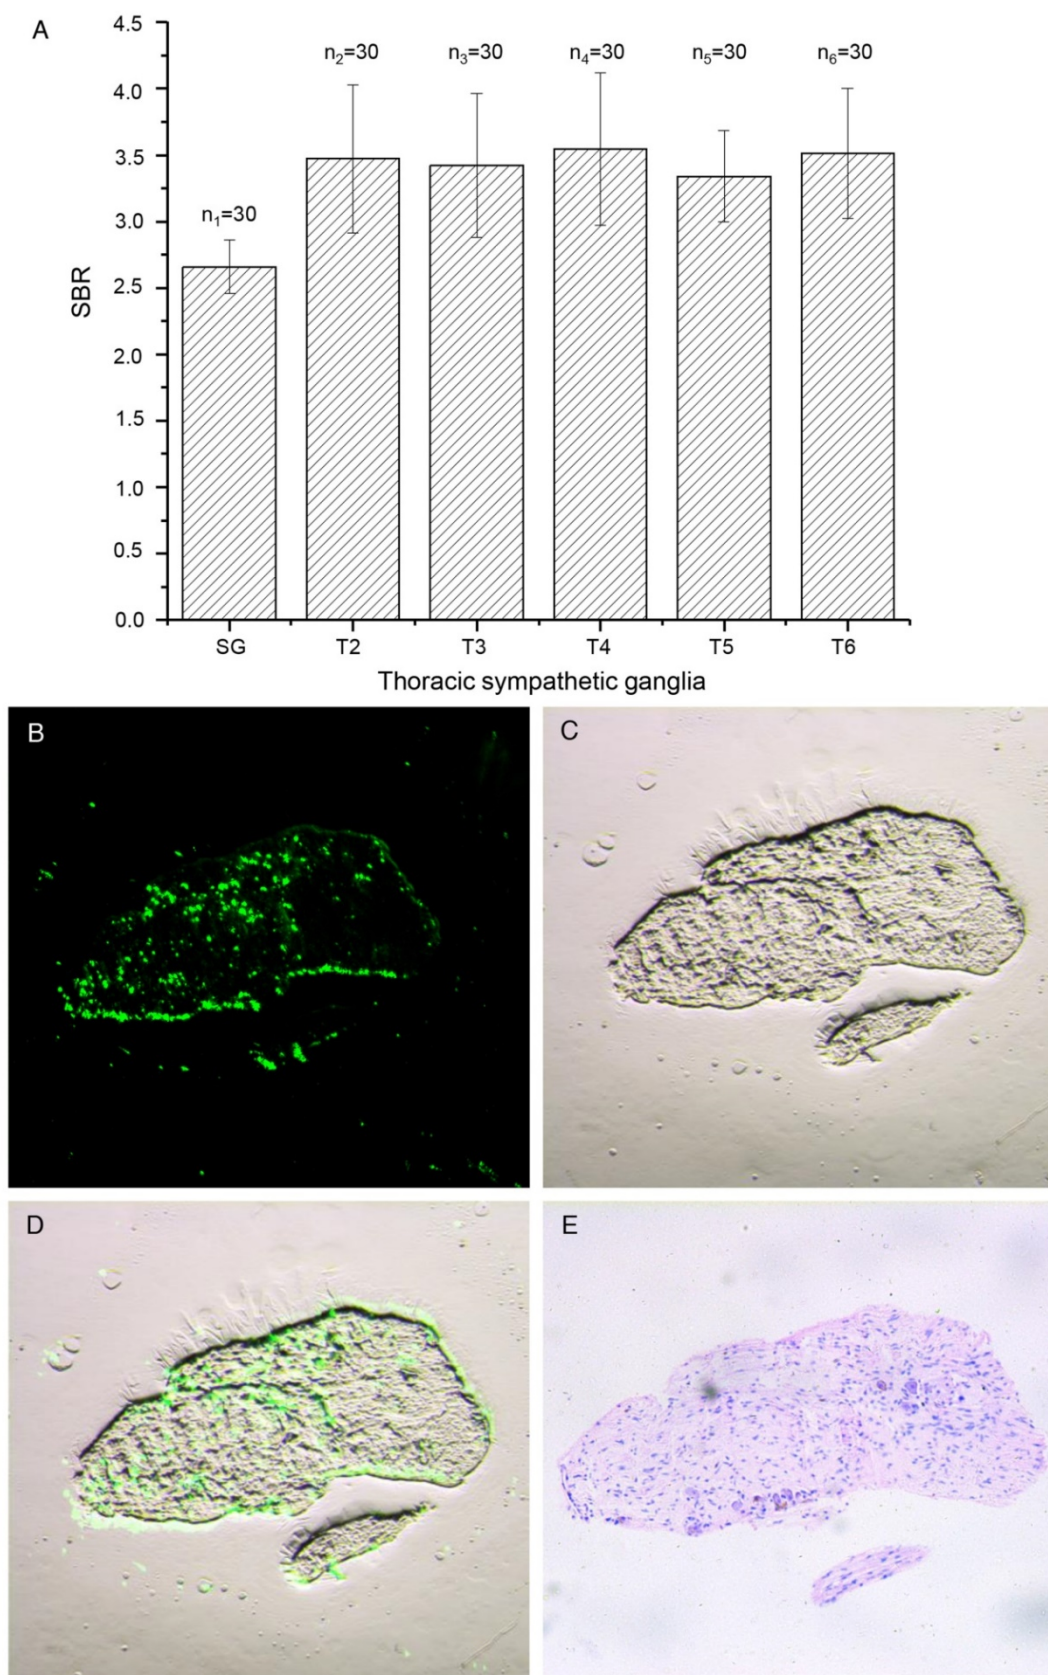 A
4.5
4.0
3.5
3.0
2.5
2.0
1.5
1.0
0.5
0.0
SBR
n₁=30
n₂=30
n₃=30
n₄=30
n₅=30
n₆=30
SG T2 T3 T4 T5 T6
Thoracic sympathetic ganglia
B
C
D
E